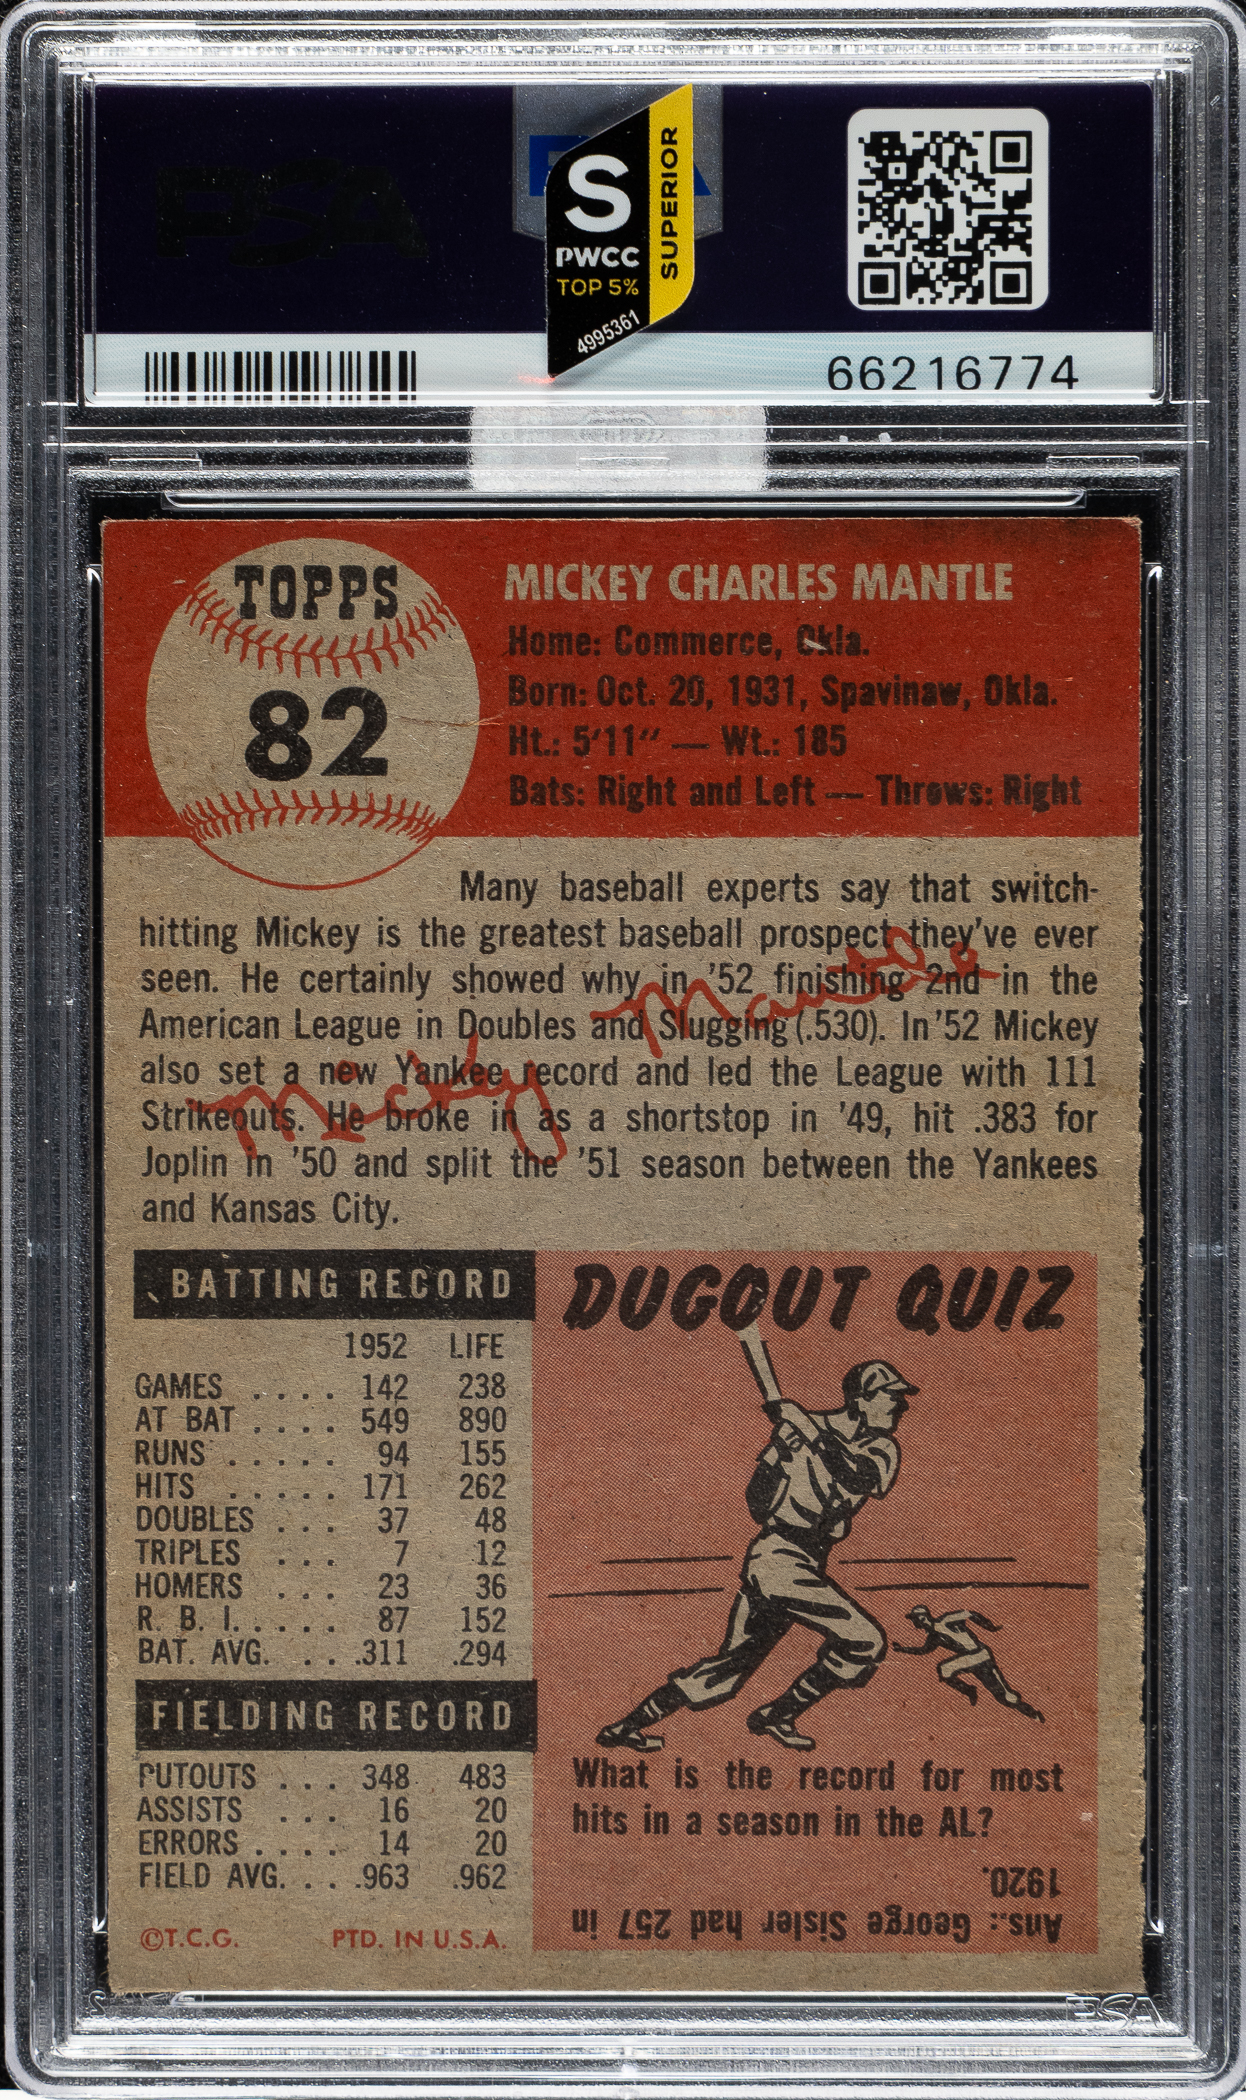 PSA
S
PWCC
TOP 5%
SUPERIOR
4995361
66216774
TOPPS
82
MICKEY CHARLES MANTLE
Home: Commerce, Okla.
Born: Oct. 20, 1931, Spavinaw, Okla.
Ht.: 5'11" — Wt.: 185
Bats: Right and Left — Throws: Right
Many baseball experts say that switch-
hitting Mickey is the greatest baseball prospect they've ever
seen. He certainly showed why in '52 finishing 2nd in the
American League in Doubles and Slugging (.530). In '52 Mickey
also set a new Yankee record and led the League with 111
Strikeouts. He broke in as a shortstop in '49, hit .383 for
Joplin in '50 and split the '51 season between the Yankees
and Kansas City.
Micky Mantle
BATTING RECORD
1952 LIFE
GAMES .... 142 238
AT BAT .... 549 890
RUNS ..... 94 155
HITS ..... 171 262
DOUBLES ... 37 48
TRIPLES ... 7 12
HOMERS ... 23 36
R. B. I. .... 87 152
BAT. AVG. ... .311 .294
FIELDING RECORD
PUTOUTS ... 348 483
ASSISTS ... 16 20
ERRORS .... 14 20
FIELD AVG. ... .963 .962
©T.C.G. PTD. IN U.S.A.
DUGOUT QUIZ
What is the record for most
hits in a season in the AL?
Ans.: George Sisler had 257 in
1920.
PSA